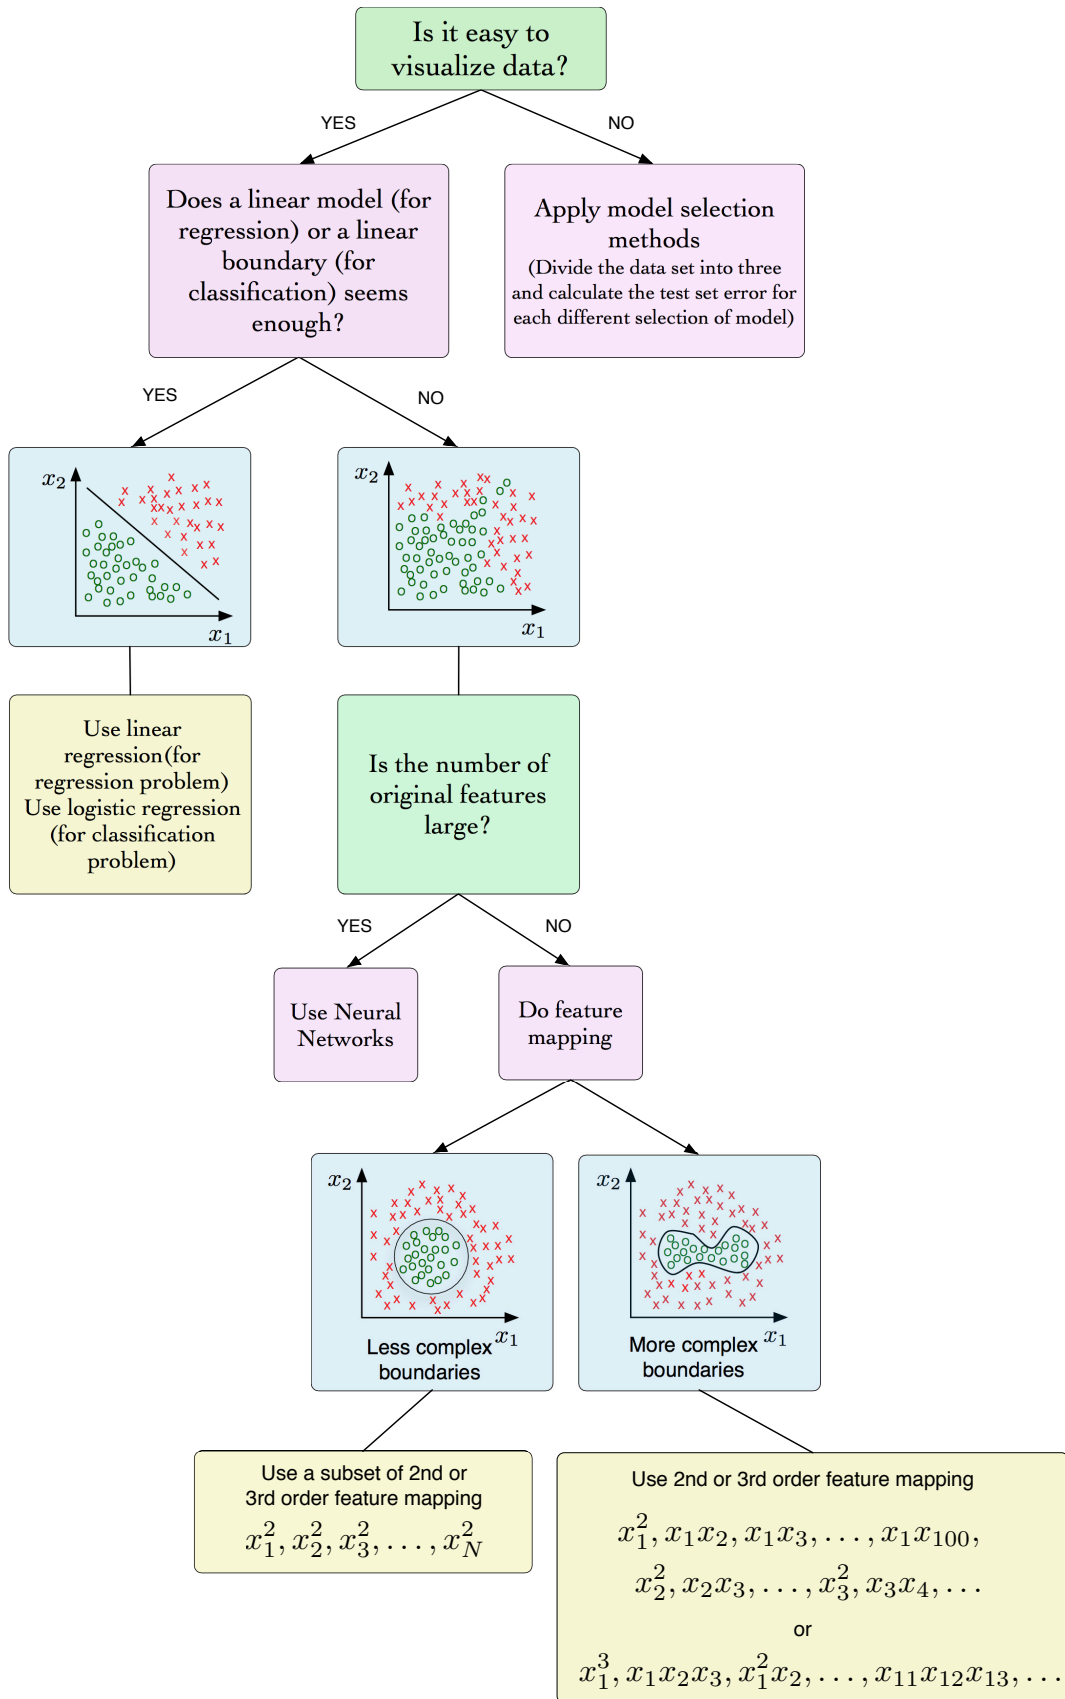 Is it easy to
visualize data?
YES
NO
Does a linear model (for
regression) or a linear
boundary (for
classification) seems
enough?
Apply model selection
methods
(Divide the data set into three
and calculate the test set error for
each different selection of model)
YES
NO
x₂
x₁
x₂
x₁
Use linear
regression(for
regression problem)
Use logistic regression
(for classification
problem)
Is the number of
original features
large?
YES
NO
Use Neural
Networks
Do feature
mapping
x₂
x₁
Less complex
boundaries
x₂
x₁
More complex
boundaries
Use a subset of 2nd or
3rd order feature mapping
x₁², x₂², x₃², . . . , x_N²
Use 2nd or 3rd order feature mapping
x₁², x₁x₂, x₁x₃, . . . , x₁x₁₀₀,
x₂², x₂x₃, . . . , x₃², x₃x₄, . . .
or
x₁³, x₁x₂x₃, x₁²x₂, . . . , x₁₁x₁₂x₁₃, . . .